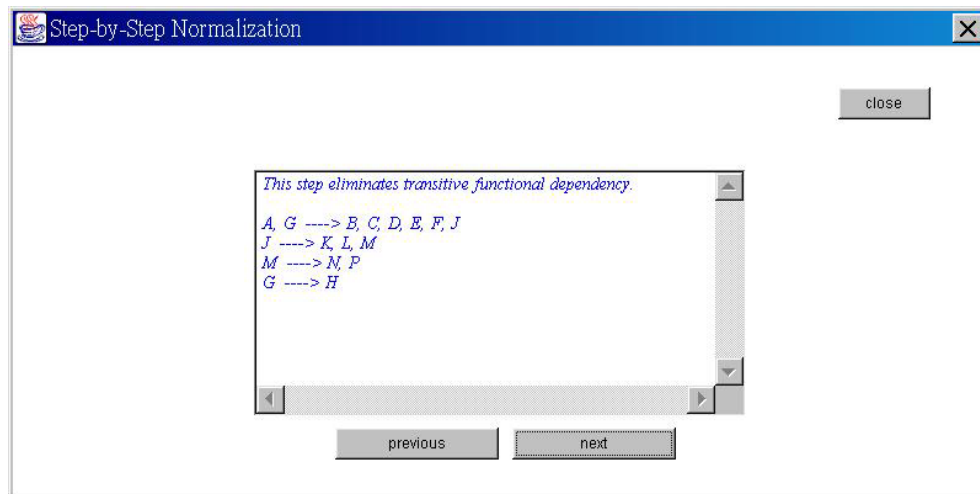 Step-by-Step Normalization
close
This step eliminates transitive functional dependency.
A, G ----> B, C, D, E, F, J
J ----> K, L, M
M ----> N, P
G ----> H
previous
next